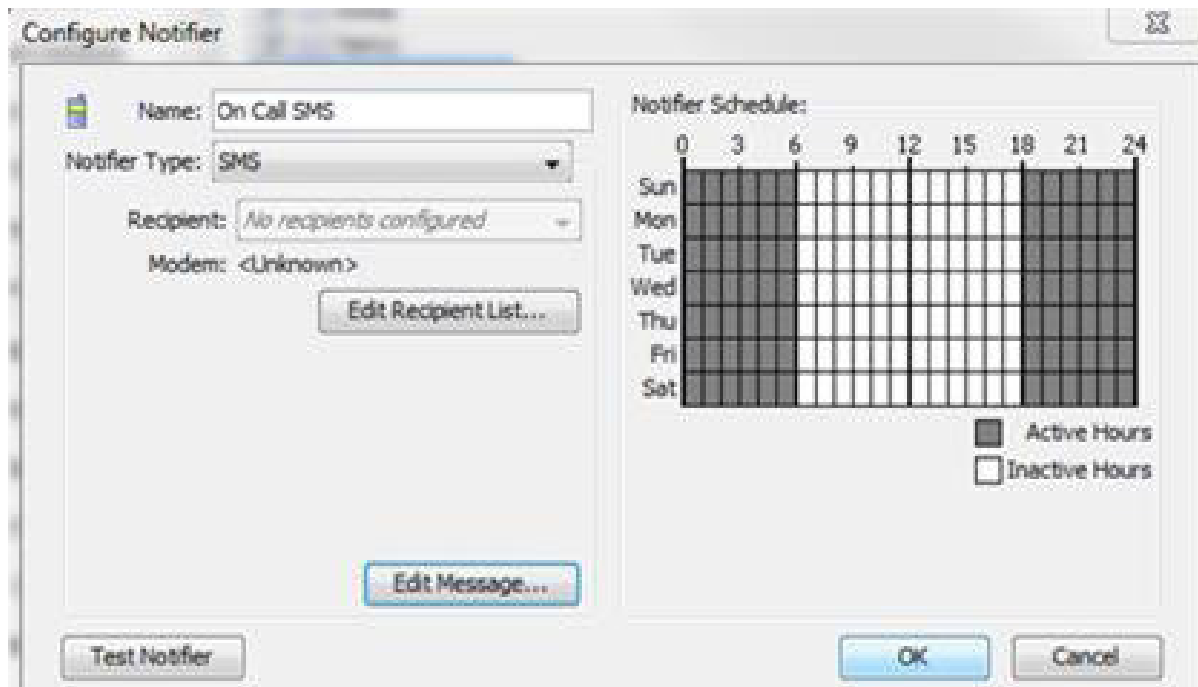 Configure Notifier
Name: On Call SMS
Notifier Type: SMS
Recipient: No recipients configured
Modem: <Unknown>
Edit Recipient List...
Edit Message...
Test Notifier
Notifier Schedule:
0 3 6 9 12 15 18 21 24
Sun
Mon
Tue
Wed
Thu
Fri
Sat
Active Hours
Inactive Hours
OK
Cancel